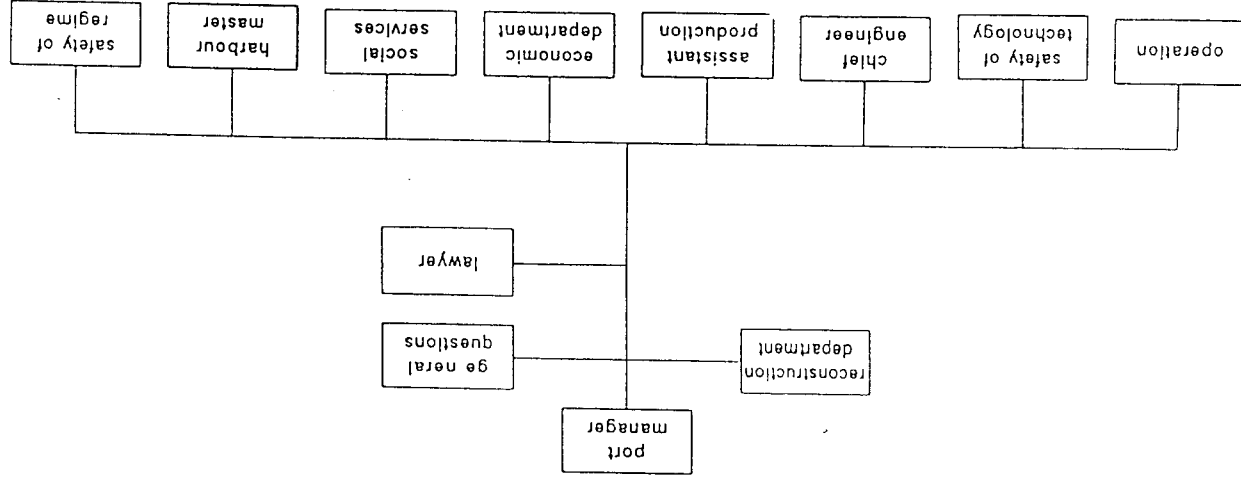 port
manager
reconstruction
department
ge neral
questions
lawyer
operation
safety of
technology
chief
engineer
assistant
production
economic
department
social
services
harbour
master
safety of
regime